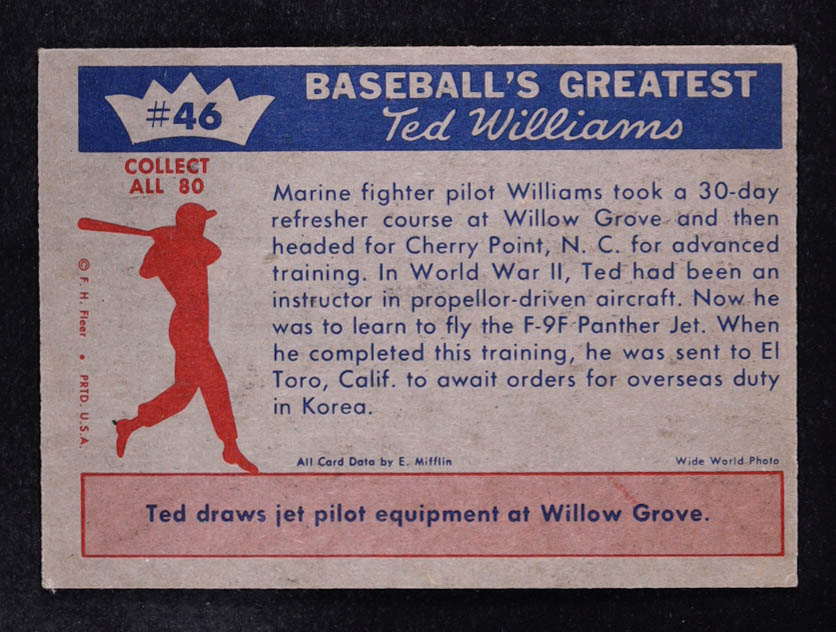 #46
BASEBALL'S GREATEST
Ted Williams
COLLECT
ALL 80
Marine fighter pilot Williams took a 30-day
refresher course at Willow Grove and then
headed for Cherry Point, N. C. for advanced
training. In World War II, Ted had been an
instructor in propellor-driven aircraft. Now he
was to learn to fly the F-9F Panther Jet. When
he completed this training, he was sent to El
Toro, Calif. to await orders for overseas duty
in Korea.
© F. H. Fleer • PRTD. U.S.A.
All Card Data by E. Mifflin
Wide World Photo
Ted draws jet pilot equipment at Willow Grove.